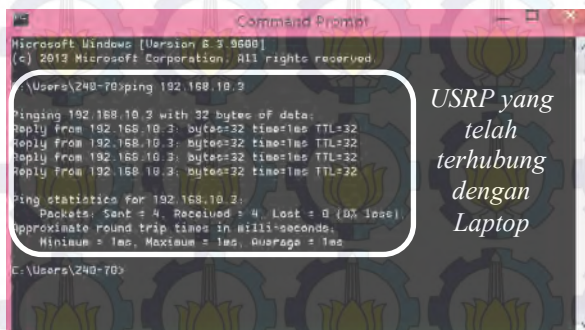 Command Prompt
Microsoft Windows [Version 6.3.9600]
(c) 2013 Microsoft Corporation. All rights reserved.
C:\Users\240-70>ping 192.168.10.3
Pinging 192.168.10.3 with 32 bytes of data:
Reply from 192.168.10.3: bytes=32 time=1ms TTL=32
Reply from 192.168.10.3: bytes=32 time=1ms TTL=32
Reply from 192.168.10.3: bytes=32 time=1ms TTL=32
Reply from 192.168.10.3: bytes=32 time=1ms TTL=32
Ping statistics for 192.168.10.3:
Packets: Sent = 4, Received = 4, Lost = 0 (0% loss),
Approximate round trip times in milli-seconds:
Minimum = 1ms, Maximum = 1ms, Average = 1ms
C:\Users\240-70>
USRP yang
telah
terhubung
dengan
Laptop